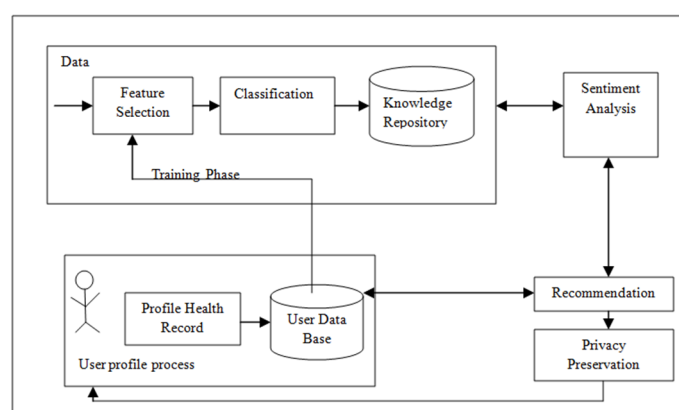 Data
Feature
Selection
Classification
Knowledge
Repository
Sentiment
Analysis
Training Phase
Profile Health
Record
User Data
Base
User profile process
Recommendation
Privacy
Preservation